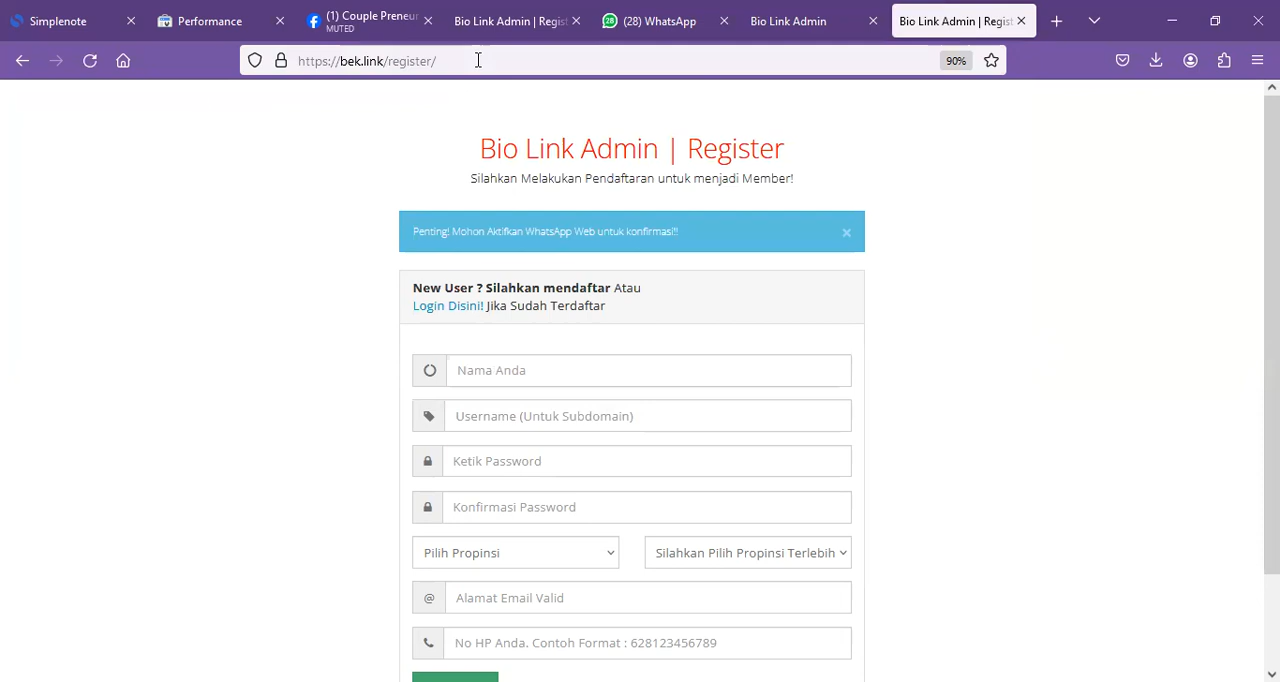 Simplenote
Performance
(1) Couple Preneur
MUTED
Bio Link Admin | Regist
28
(28) WhatsApp
Bio Link Admin
Bio Link Admin | Regist
https://bek.link/register/
90%
Bio Link Admin | Register
Silahkan Melakukan Pendaftaran untuk menjadi Member!
Penting! Mohon Aktifkan WhatsApp Web untuk konfirmasi!!
New User ? Silahkan mendaftar Atau
Login Disini! Jika Sudah Terdaftar
Nama Anda
Username (Untuk Subdomain)
Ketik Password
Konfirmasi Password
Pilih Propinsi
Silahkan Pilih Propinsi Terlebih
@ Alamat Email Valid
No HP Anda. Contoh Format : 628123456789